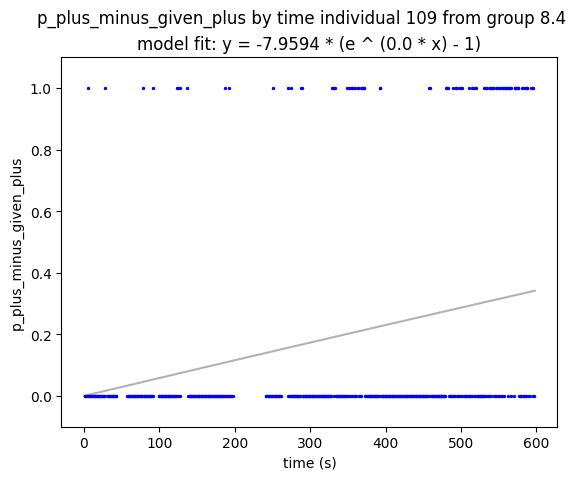 p_plus_minus_given_plus by time individual 109 from group 8.4
model fit: y = -7.9594 * (e ^ (0.0 * x) - 1)
1.0
0.8
0.6
0.4
0.2
0.0
p_plus_minus_given_plus
0 100 200 300 400 500 600
time (s)